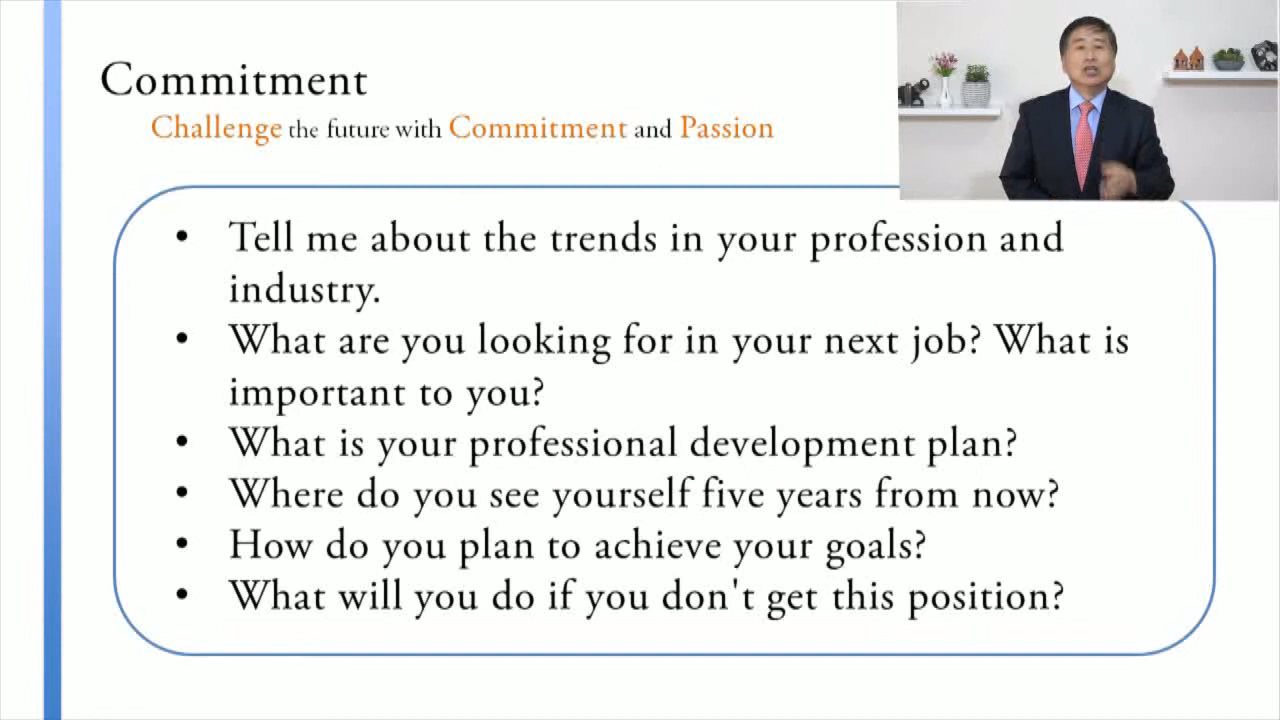 Commitment
Challenge the future with Commitment and Passion
• Tell me about the trends in your profession and
industry.
• What are you looking for in your next job? What is
important to you?
• What is your professional development plan?
• Where do you see yourself five years from now?
• How do you plan to achieve your goals?
• What will you do if you don't get this position?